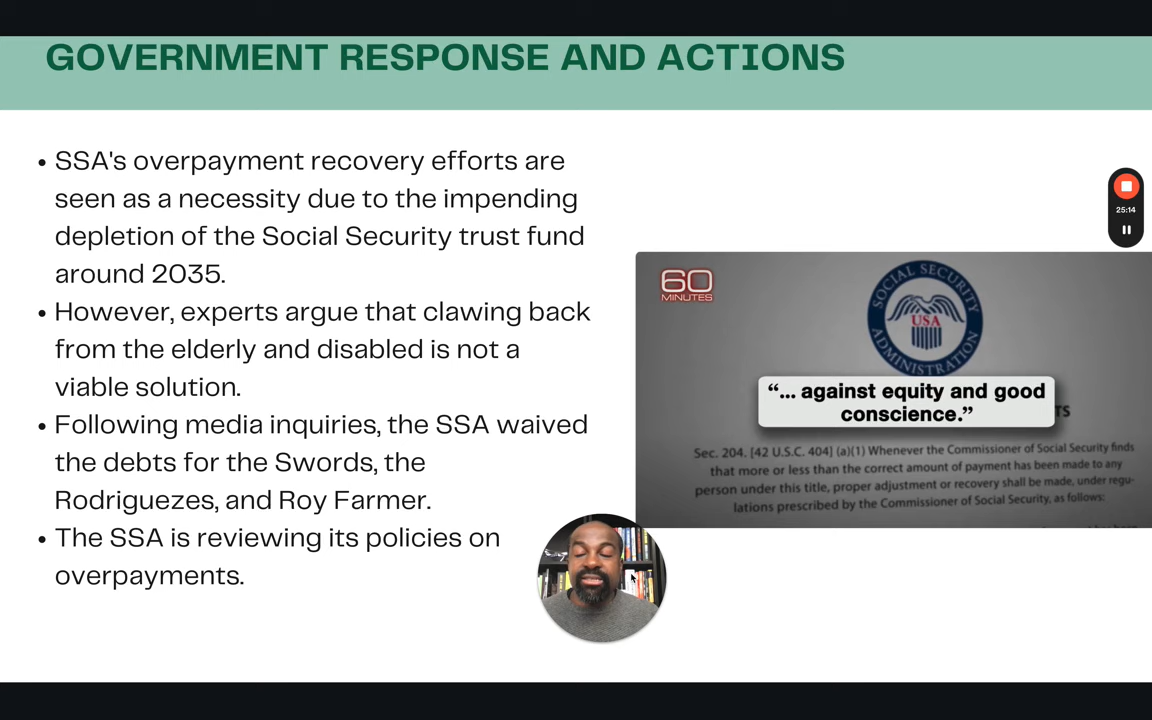 GOVERNMENT RESPONSE AND ACTIONS
• SSA's overpayment recovery efforts are
seen as a necessity due to the impending
depletion of the Social Security trust fund
around 2035.
• However, experts argue that clawing back
from the elderly and disabled is not a
viable solution.
• Following media inquiries, the SSA waived
the debts for the Swords, the
Rodriguezes, and Roy Farmer.
• The SSA is reviewing its policies on
overpayments.
25:14
60
MINUTES
SOCIAL SECURITY
USA
ADMINISTRATION
“... against equity and good
conscience.”
TS
Sec. 204. [42 U.S.C. 404] (a)(1) Whenever the Commissioner of Social Security finds
that more or less than the correct amount of payment has been made to any
person under this title, proper adjustment or recovery shall be made, under regu-
lations prescribed by the Commissioner of Social Security, as follows: